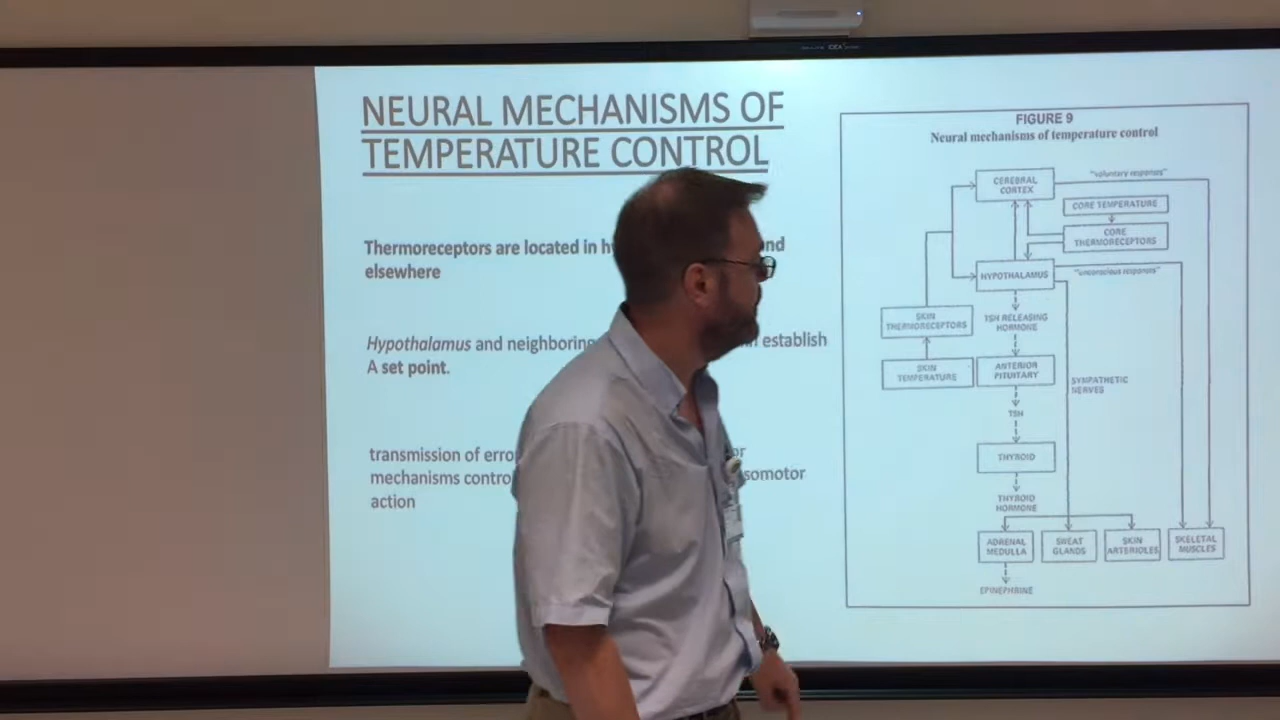 NEURAL MECHANISMS OF
TEMPERATURE CONTROL
Thermoreceptors are located in
elsewhere
Hypothalamus and neighboring establish
A set point.
transmission of
mechanisms
action
FIGURE 9
Neural mechanisms of temperature control
CEREBRAL
CORTEX
"voluntary responses"
CORE TEMPERATURE
CORE
THERMORECEPTORS
HYPOTHALAMUS
"unconscious responses"
SKIN
THERMORECEPTORS
TSH RELEASING
HORMONE
SKIN
TEMPERATURE
ANTERIOR
PITUITARY
SYMPATHETIC
NERVES
TSH
THYROID
THYROID
HORMONE
ADRENAL
MEDULLA
SWEAT
GLANDS
SKIN
ARTERIOLES
SKELETAL
MUSCLES
EPINEPHRINE